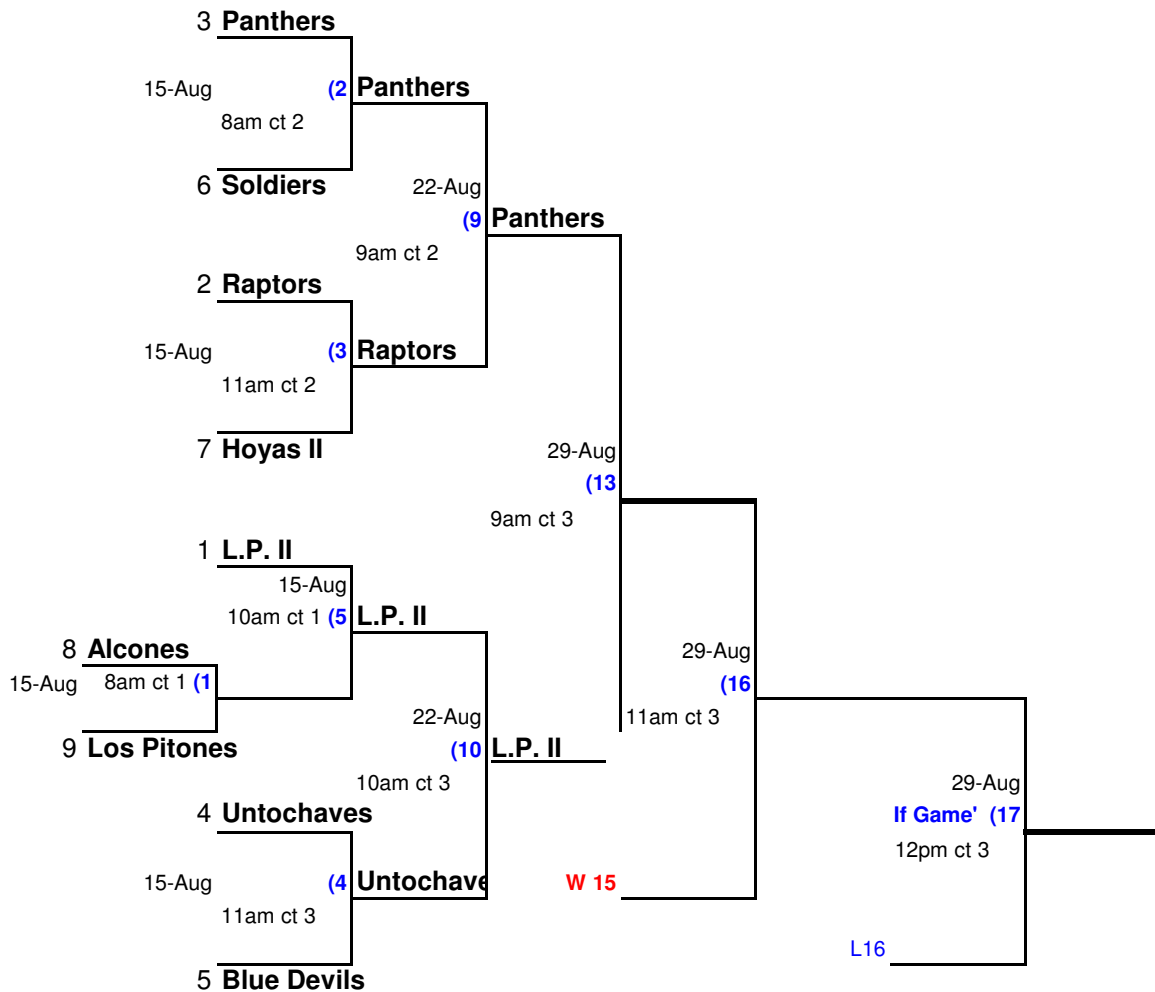 3 Panthers
15-Aug (2 Panthers
8am ct 2
6 Soldiers
22-Aug
(9 Panthers
9am ct 2
2 Raptors
15-Aug (3 Raptors
11am ct 2
7 Hoyas II
29-Aug
(13
9am ct 3
1 L.P. II
15-Aug
10am ct 1 (5 L.P. II
8 Alcones
15-Aug 8am ct 1 (1
9 Los Pitones
29-Aug
(16
11am ct 3
22-Aug
(10 L.P. II
10am ct 3
4 Untochaves
15-Aug (4 Untochave
11am ct 3
5 Blue Devils
W 15
29-Aug
If Game' (17
12pm ct 3
L16